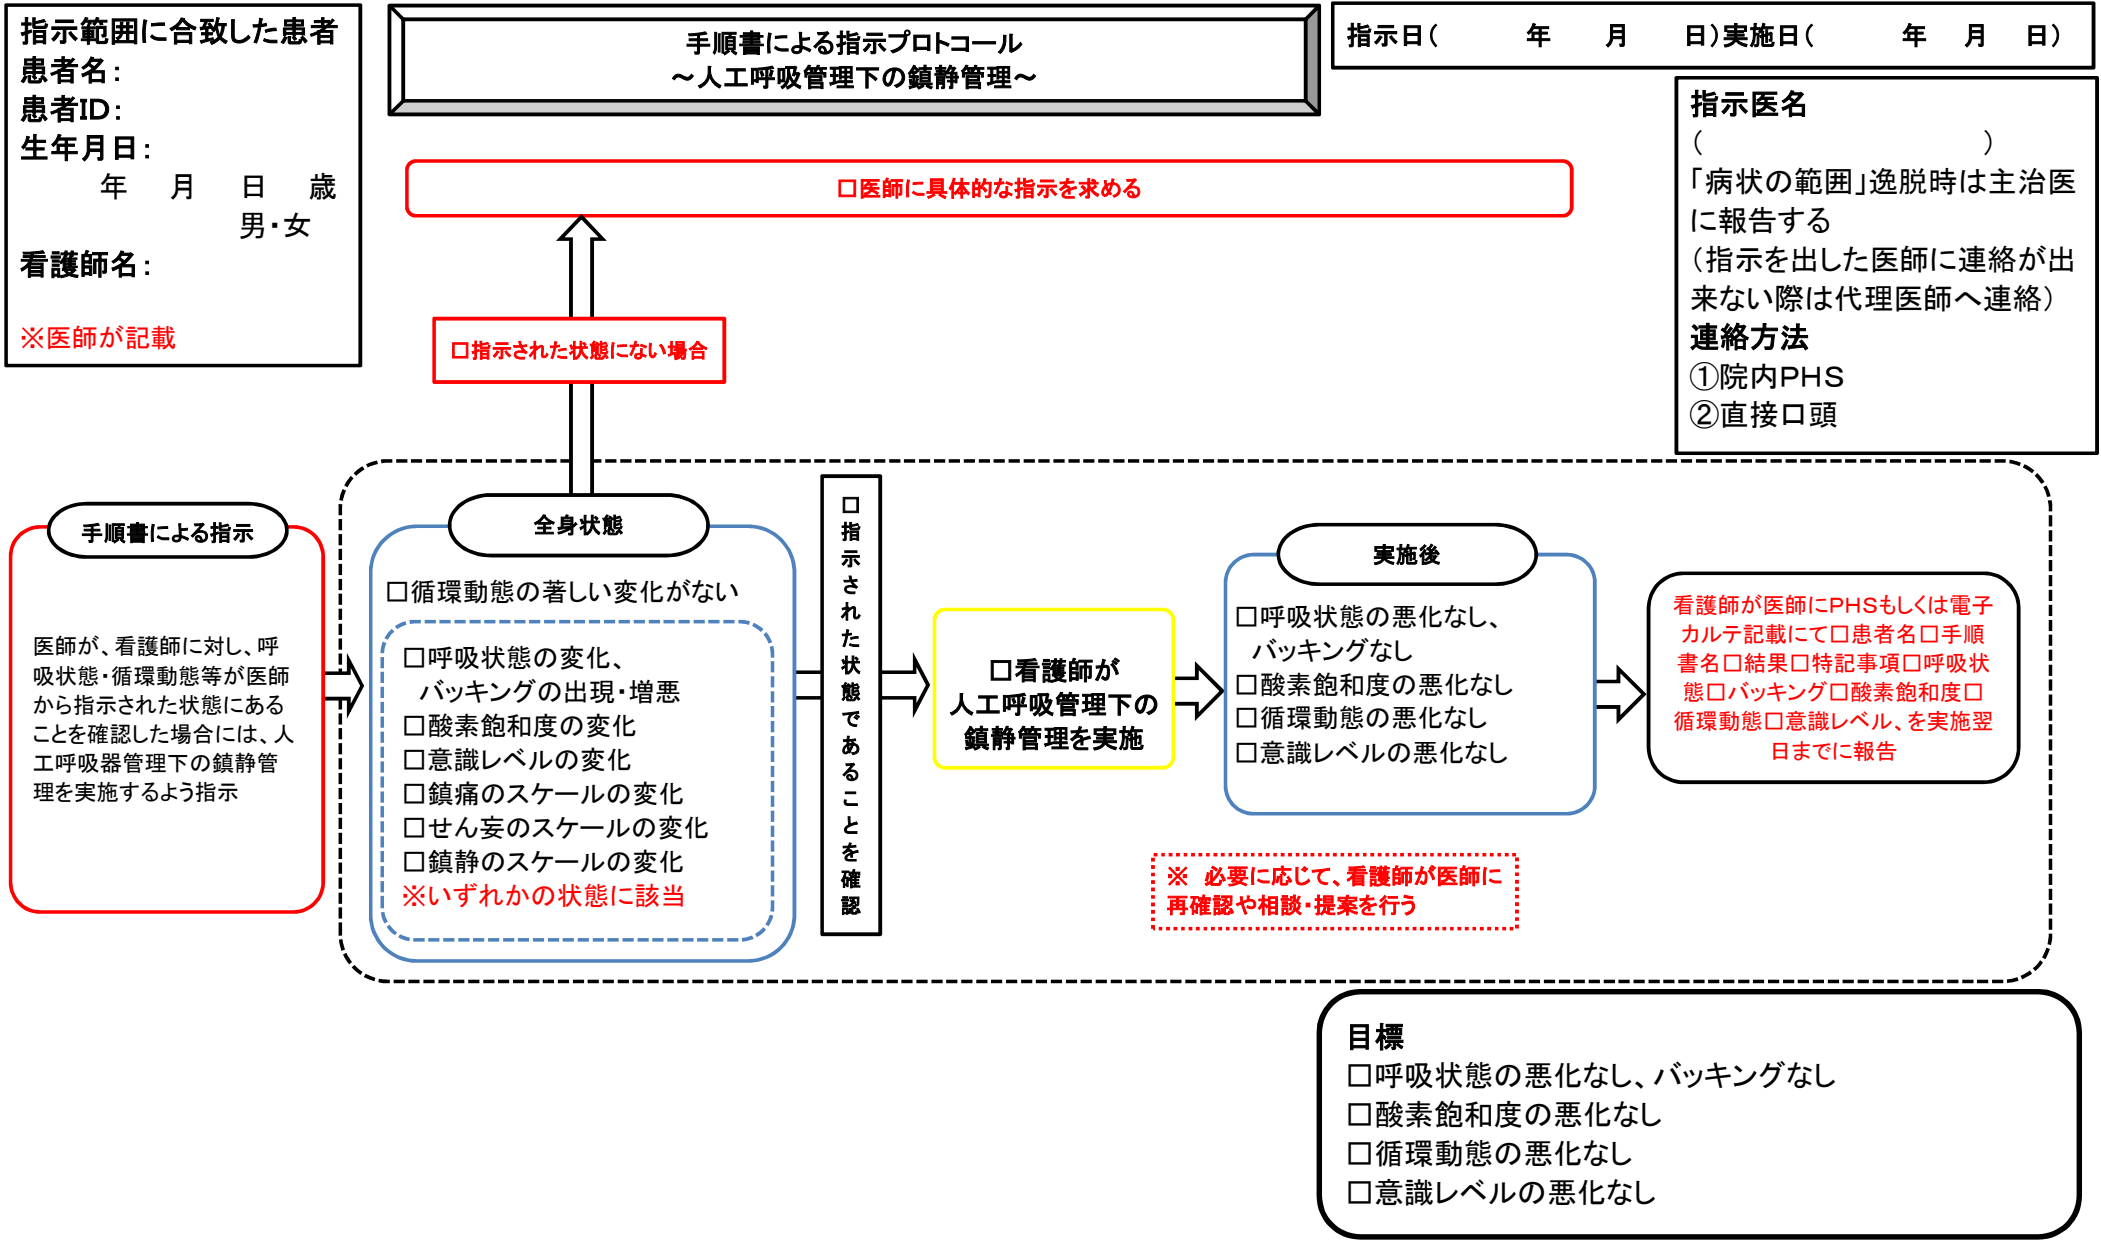 指示範囲に合致した患者
患者名：
患者ID：
生年月日：
年　月　日　歳
男・女
看護師名：
※医師が記載
手順書による指示プロトコール
～人工呼吸管理下の鎮静管理～
指示日（　　年　月　日）実施日（　　年　月　日）
指示医名
（　　　　　　　　　）
「病状の範囲」逸脱時は主治医
に報告する
（指示を出した医師に連絡が出
来ない際は代理医師へ連絡）
連絡方法
①院内PHS
②直接口頭
□医師に具体的な指示を求める
□指示された状態にない場合
手順書による指示
医師が、看護師に対し、呼
吸状態・循環動態等が医師
から指示された状態にある
ことを確認した場合には、人
工呼吸器管理下の鎮静管
理を実施するよう指示
全身状態
□循環動態の著しい変化がない
□呼吸状態の変化、
バッキングの出現・増悪
□酸素飽和度の変化
□意識レベルの変化
□鎮痛のスケールの変化
□せん妄のスケールの変化
□鎮静のスケールの変化
※いずれかの状態に該当
□指示された状態であることを確認
□看護師が
人工呼吸管理下の
鎮静管理を実施
実施後
□呼吸状態の悪化なし、
バッキングなし
□酸素飽和度の悪化なし
□循環動態の悪化なし
□意識レベルの悪化なし
看護師が医師にPHSもしくは電子
カルテ記載にて□患者名□手順
書名□結果□特記事項□呼吸状
態□バッキング□酸素飽和度□
循環動態□意識レベル、を実施翌
日までに報告
※　必要に応じて、看護師が医師に
再確認や相談・提案を行う
目標
□呼吸状態の悪化なし、バッキングなし
□酸素飽和度の悪化なし
□循環動態の悪化なし
□意識レベルの悪化なし